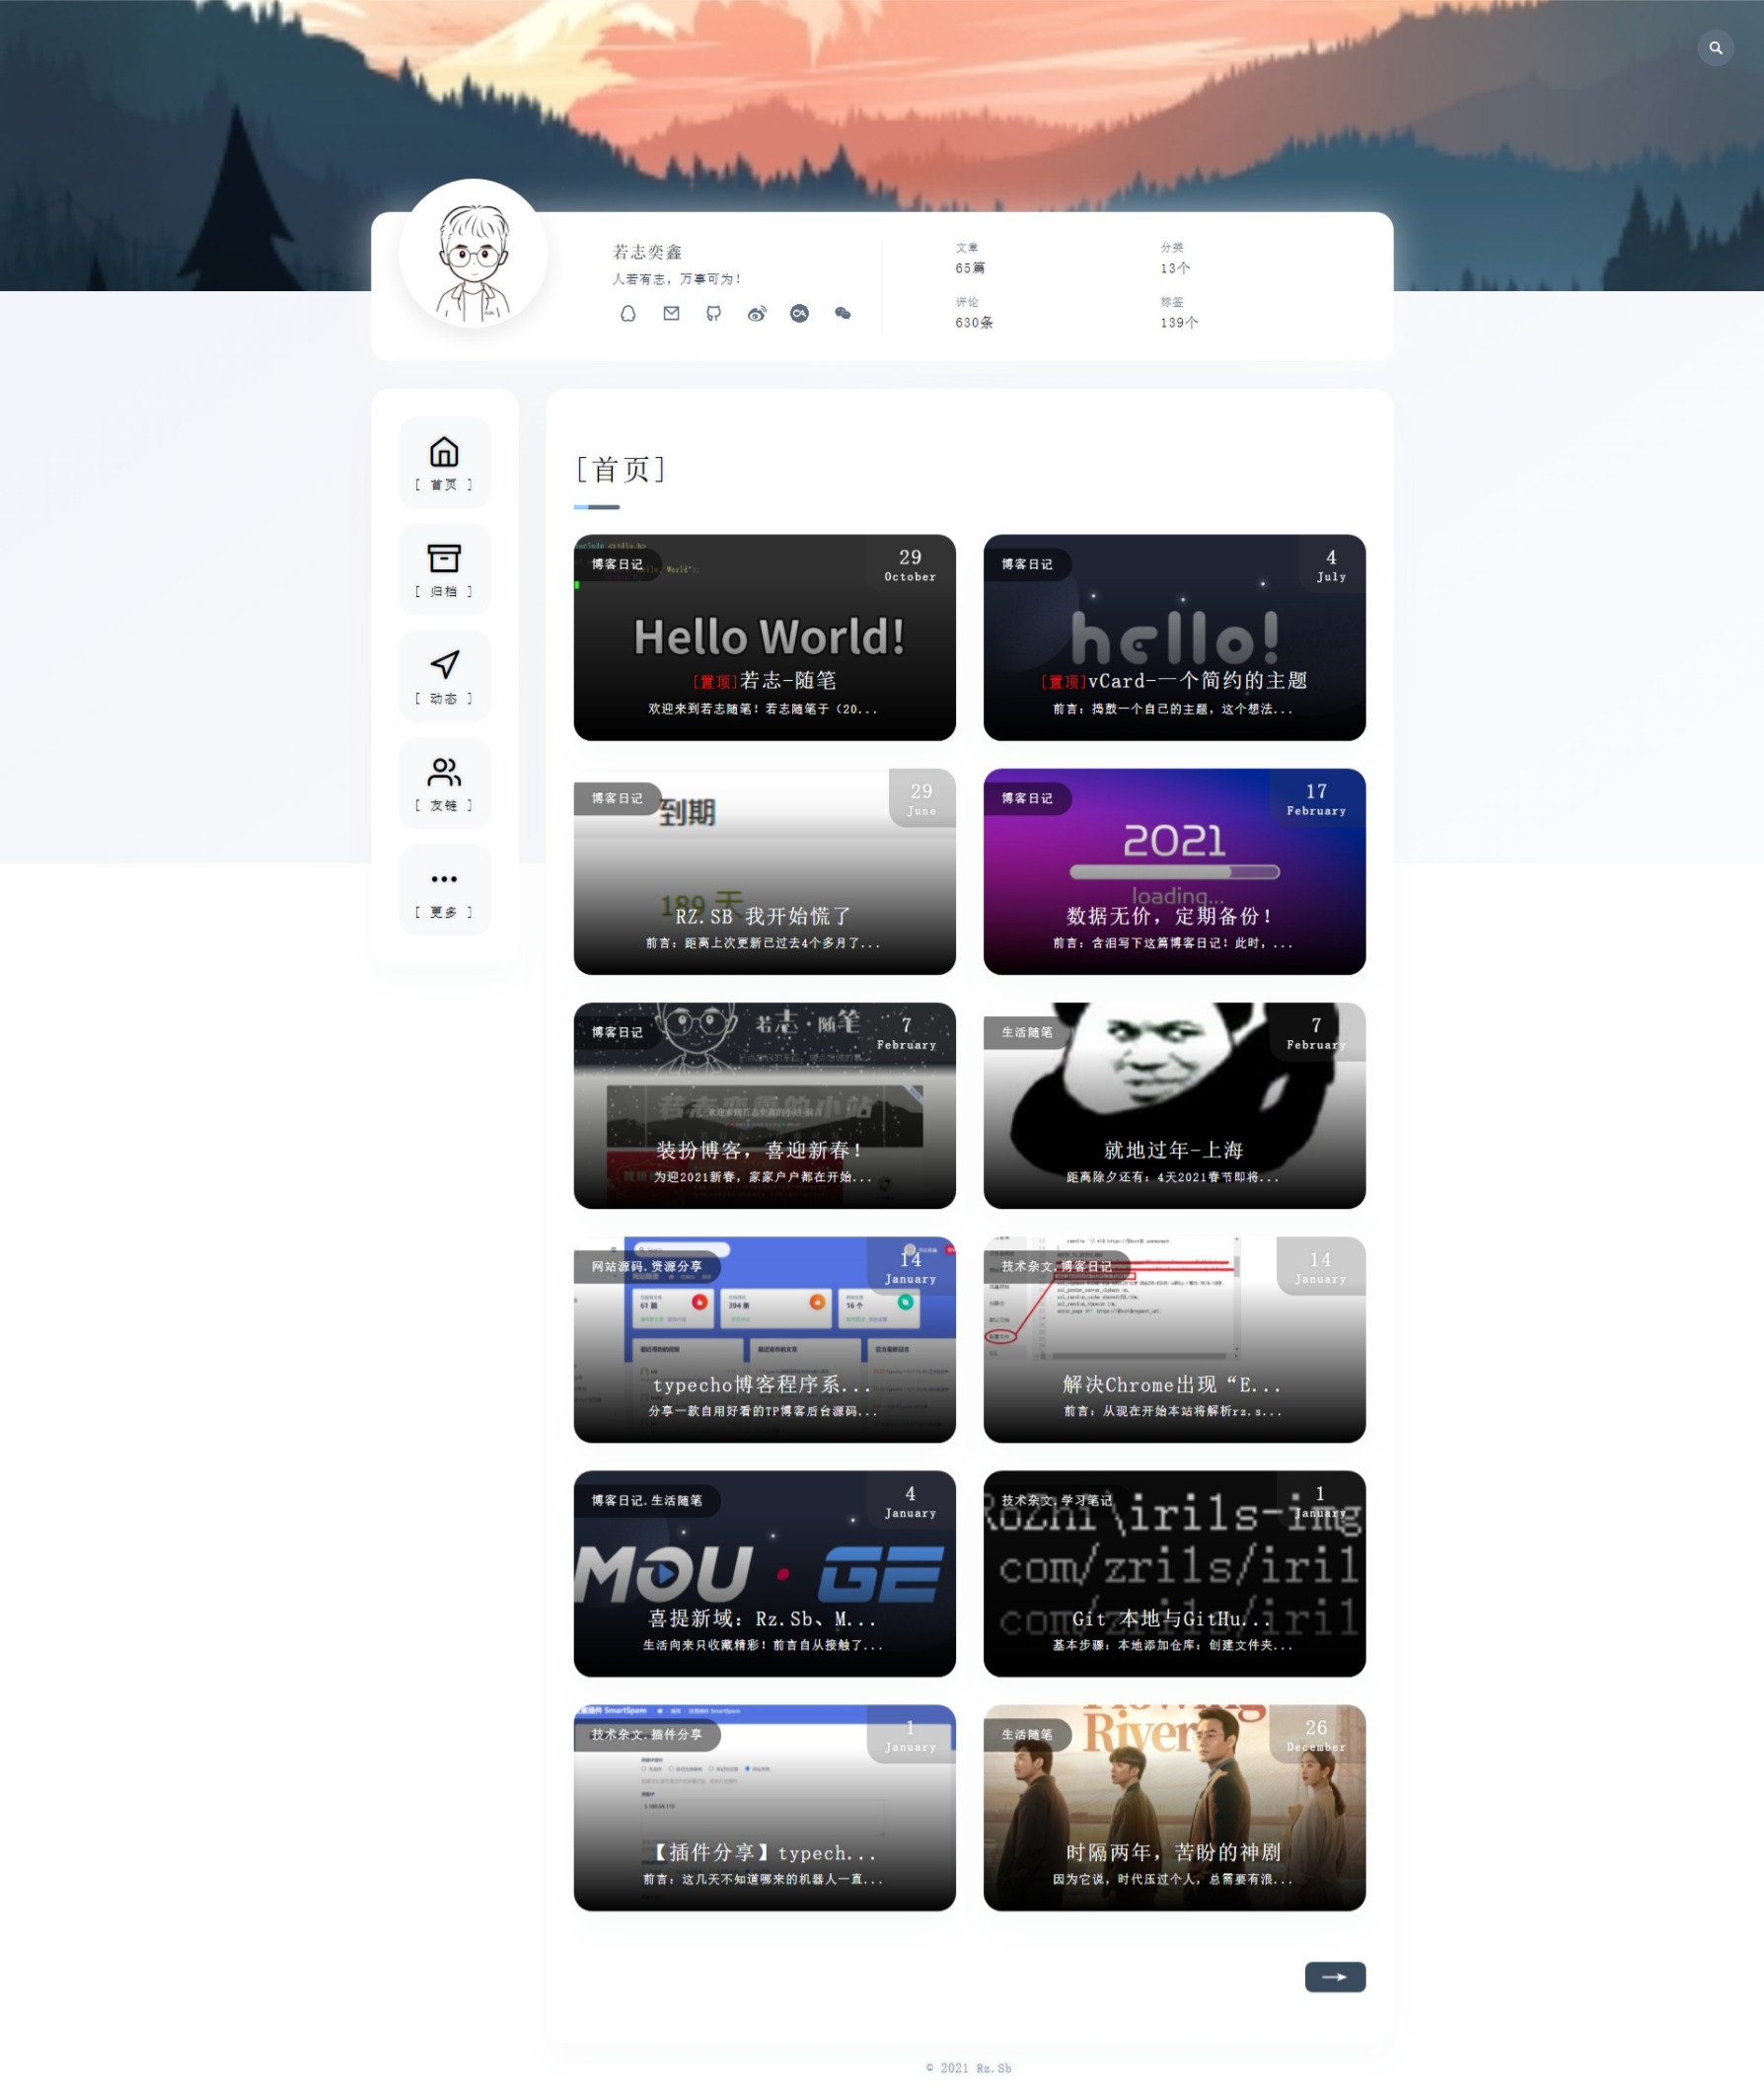 若志奕鑫
人若有志，万事可为！
文章
65篇
分类
13个
评论
630条
标签
139个
[ 首页 ]
[ 归档 ]
[ 动态 ]
[ 友链 ]
[ 更多 ]
[首页]
博客日记
29
October
Hello World!
[置顶]若志-随笔
欢迎来到若志随笔！若志随笔于（20...
博客日记
4
July
hello!
[置顶]vCard-一个简约的主题
前言：捣鼓一个自己的主题，这个想法...
博客日记
29
June
到期
189 天
RZ.SB 我开始慌了
前言：距离上次更新已过去4个多月了...
博客日记
17
February
2021
loading...
数据无价，定期备份！
前言：含泪写下这篇博客日记！此时，...
博客日记
若志·随笔
7
February
装扮博客，喜迎新春！
为迎2021新春，家家户户都在开始...
生活随笔
7
February
就地过年-上海
距离除夕还有：4天2021春节即将...
网站源码.资源分享
14
January
61 篇
394 条
16 个
typecho博客程序系...
分享一款自用好看的TP博客后台源码...
技术杂文.博客日记
14
January
解决Chrome出现“E...
前言：从现在开始本站将解析rz.s...
博客日记.生活随笔
4
January
MOU · GE
喜提新域：Rz.Sb、M...
生活向来只收藏精彩！前言自从接触了...
技术杂文.学习笔记
1
January
RoZhi\irils-img
com/zrils/iril
com/zrils/iril
Git 本地与GitHu...
基本步骤：本地添加仓库：创建文件夹...
技术杂文.插件分享
1
January
【插件分享】typech...
前言：这几天不知道哪来的机器人一直...
生活随笔
26
December
River
时隔两年，苦盼的神剧
因为它说，时代压过个人，总需要有浪...
© 2021 Rz.Sb